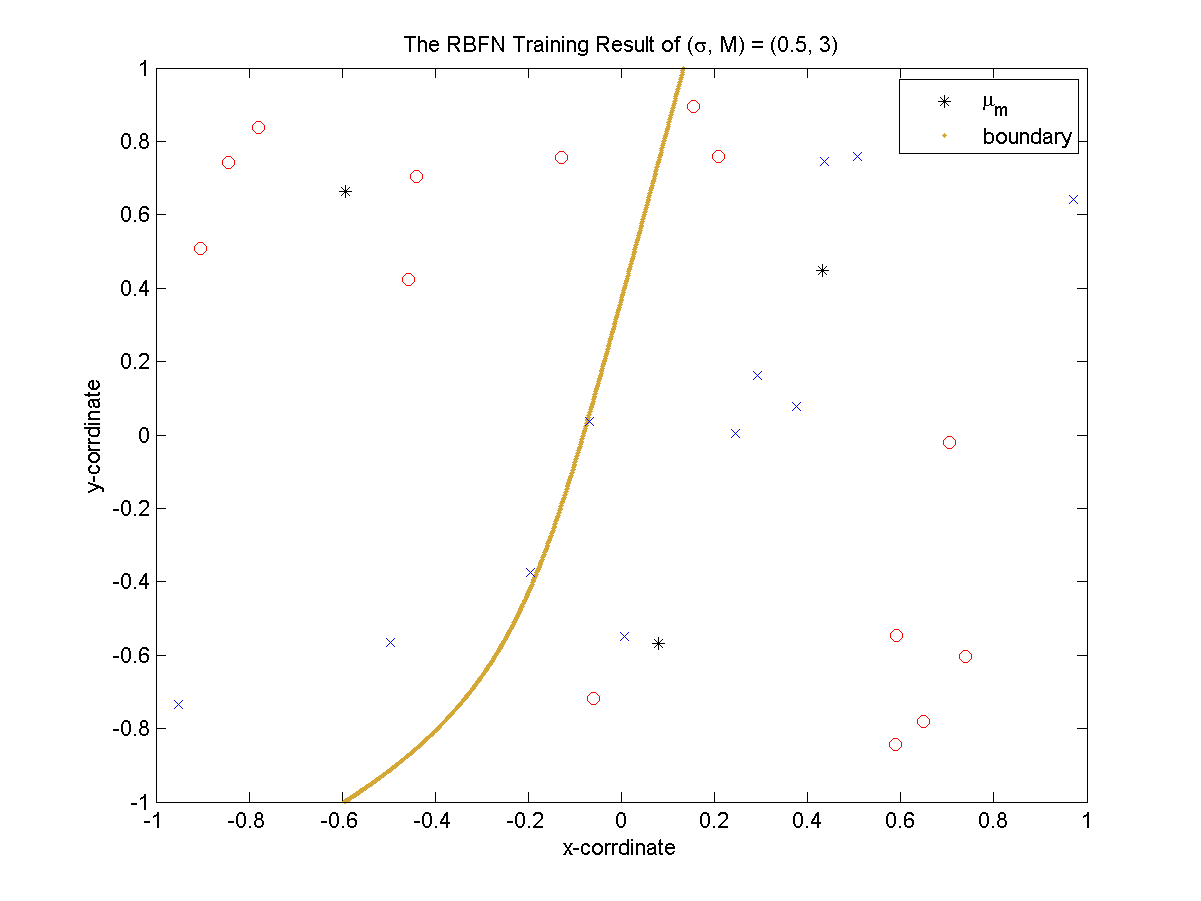 The RBFN Training Result of (σ, M) = (0.5, 3)
μm
boundary
1
0.8
0.6
0.4
0.2
0
-0.2
-0.4
-0.6
-0.8
-1
y-corrdinate
-1 -0.8 -0.6 -0.4 -0.2 0 0.2 0.4 0.6 0.8 1
x-corrdinate